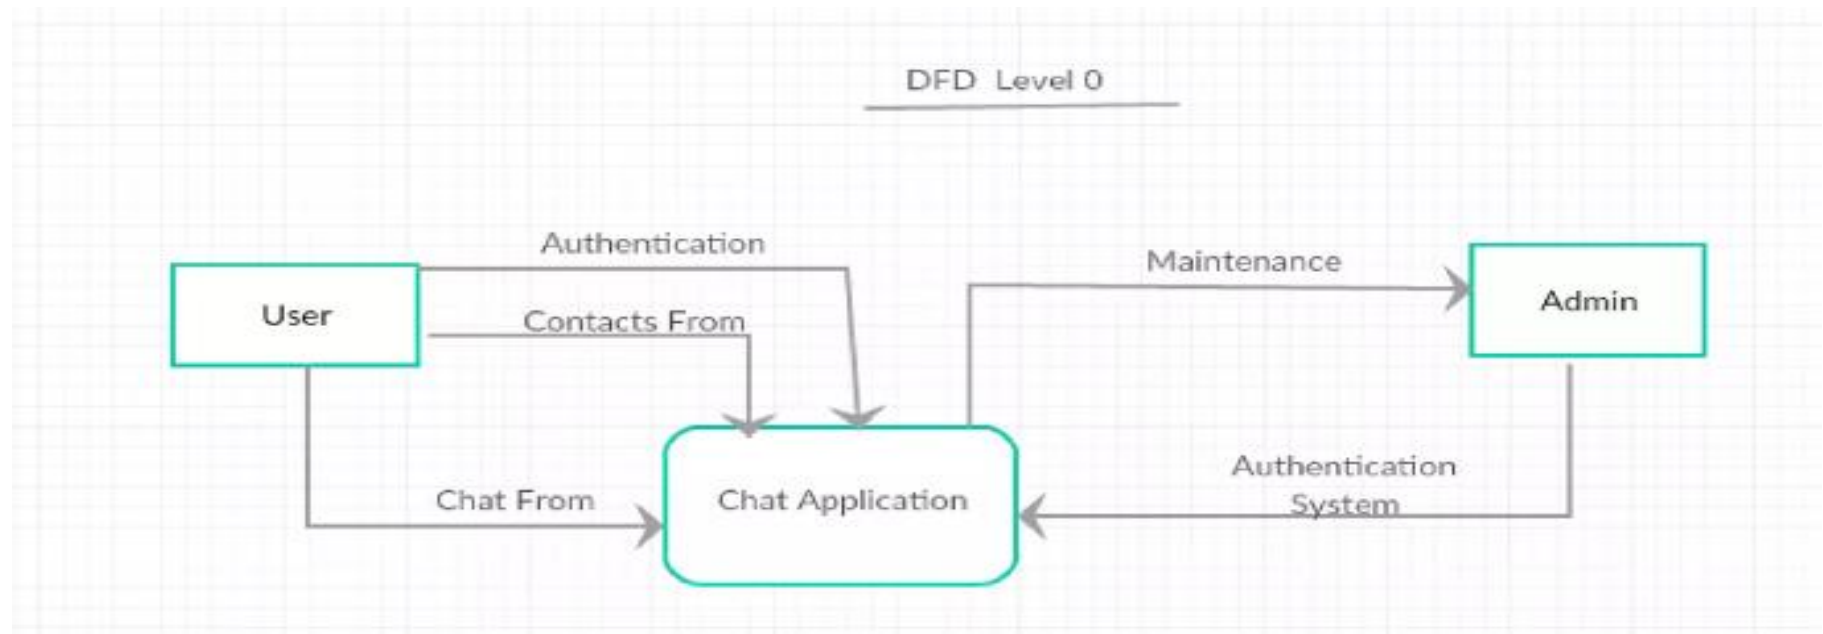 DFD Level 0
Authentication
User
Contacts From
Chat From
Chat Application
Maintenance
Admin
Authentication
System